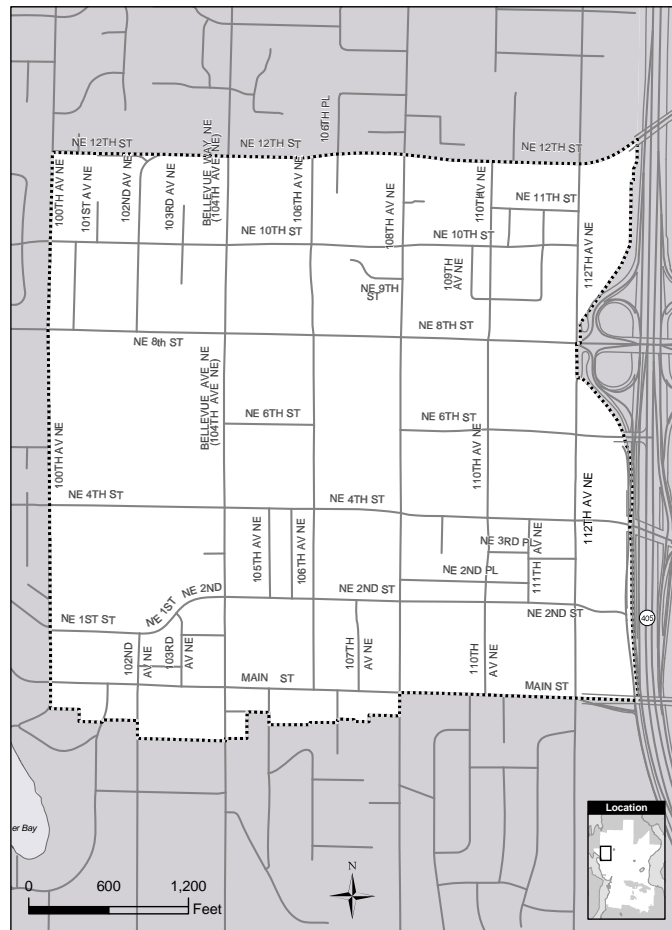 NE 12TH ST
NE 12TH ST
106TH PL
NE 12TH ST
100TH AV NE
101ST AV NE
102ND AV NE
103RD AV NE
BELLEVUE WAY NE
(104TH AVE NE)
106TH AV NE
108TH AV NE
110TH AV NE
NE 11TH ST
NE 10TH ST
NE 10TH ST
112TH AV NE
NE 9TH
ST
109TH
AV NE
NE 8th ST
NE 8TH ST
BELLEVUE AVE NE
(104TH AVE NE)
NE 6TH ST
NE 6TH ST
100TH AV NE
110TH AV NE
112TH AV NE
NE 4TH ST
NE 4TH ST
105TH AV NE
106TH AV NE
NE 3RD PL
111TH
AV NE
NE 2ND PL
NE 1ST ST
NE 1ST
NE 2ND
NE 2ND ST
NE 2ND ST
405
102ND
AV NE
103RD
AV NE
107TH
AV NE
110TH
AV NE
MAIN ST
MAIN ST
er Bay
Location
0 600 1,200
Feet
N